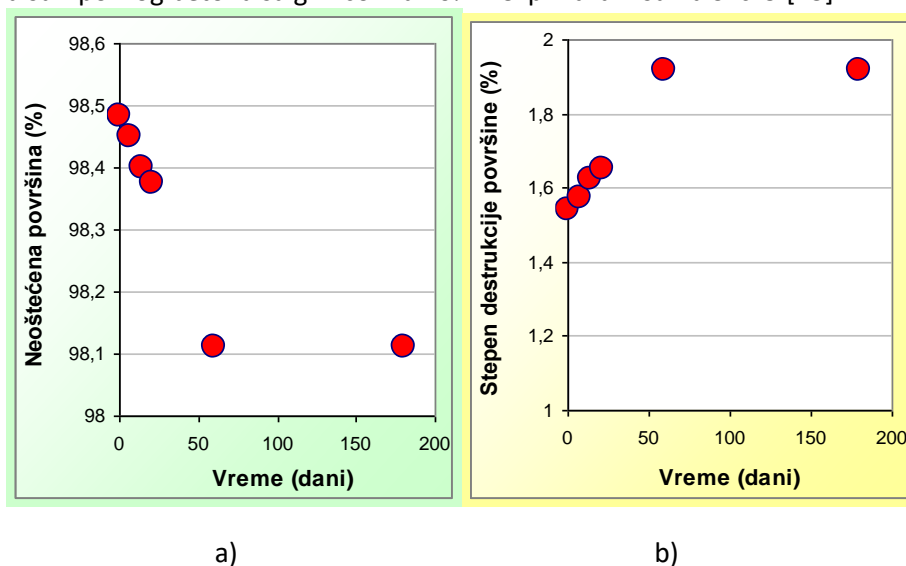 Neoštećena površina (%)
98,6
98,5
98,4
98,3
98,2
98,1
98
0 50 100 150 200
Vreme (dani)
a)
Stepen destrukcije površine (%)
2
1,8
1,6
1,4
1,2
1
0 50 100 150 200
Vreme (dani)
b)